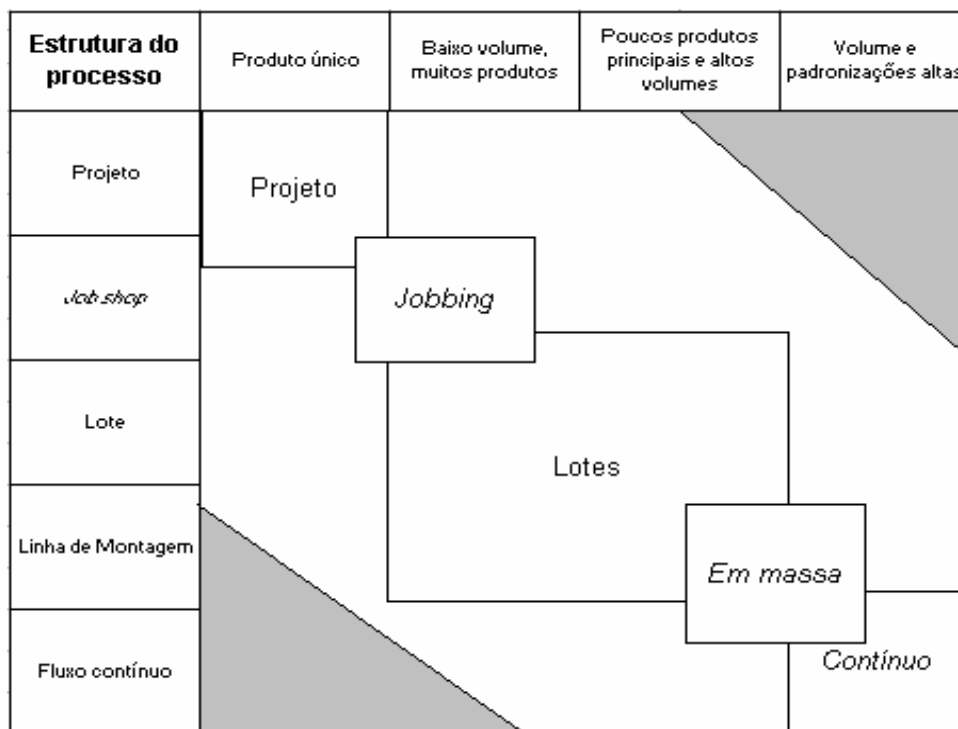 Estrutura do
processo
Produto único
Baixo volume,
muitos produtos
Poucos produtos
principais e altos
volumes
Volume e
padronizações altas
Projeto
Projeto
Job shop
Jobbing
Lote
Lotes
Linha de Montagem
Em massa
Fluxo contínuo
Contínuo